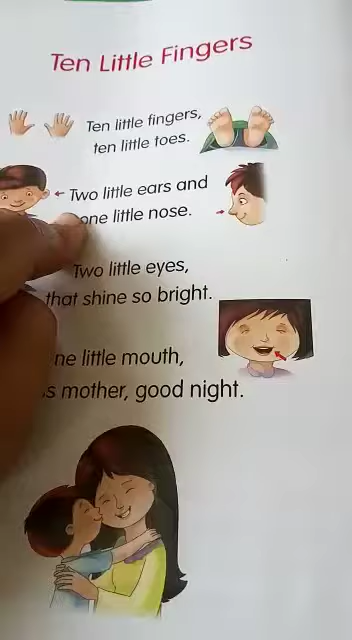 Ten Little Fingers
Ten little fingers,
ten little toes.
Two little ears and
one little nose.
Two little eyes,
that shine so bright.
ne little mouth,
s mother, good night.